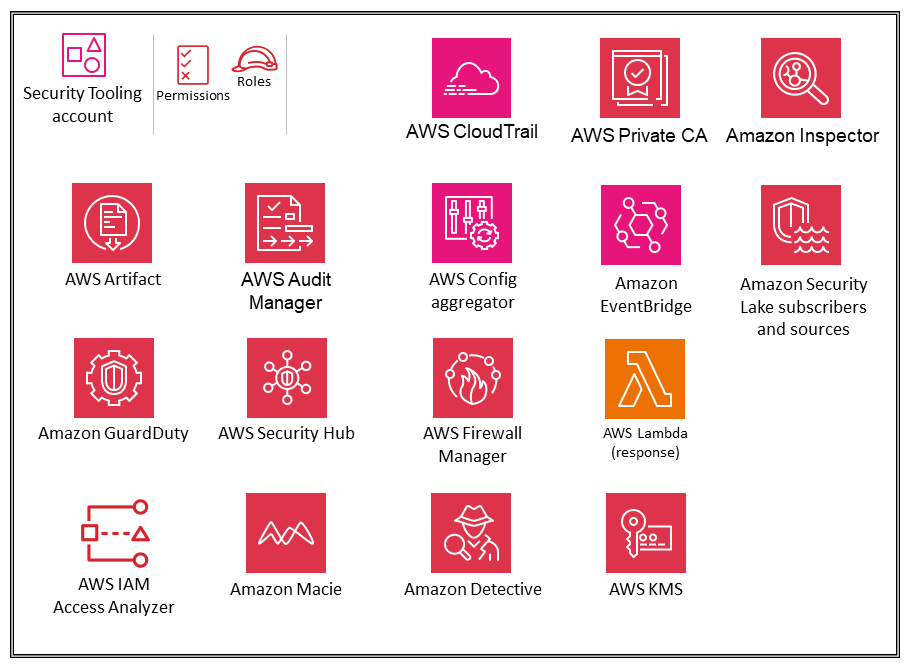 Security Tooling
account
Permissions
Roles
AWS CloudTrail
AWS Private CA
Amazon Inspector
AWS Artifact
AWS Audit
Manager
AWS Config
aggregator
Amazon
EventBridge
Amazon Security
Lake subscribers
and sources
Amazon GuardDuty
AWS Security Hub
AWS Firewall
Manager
AWS Lambda
(response)
AWS IAM
Access Analyzer
Amazon Macie
Amazon Detective
AWS KMS